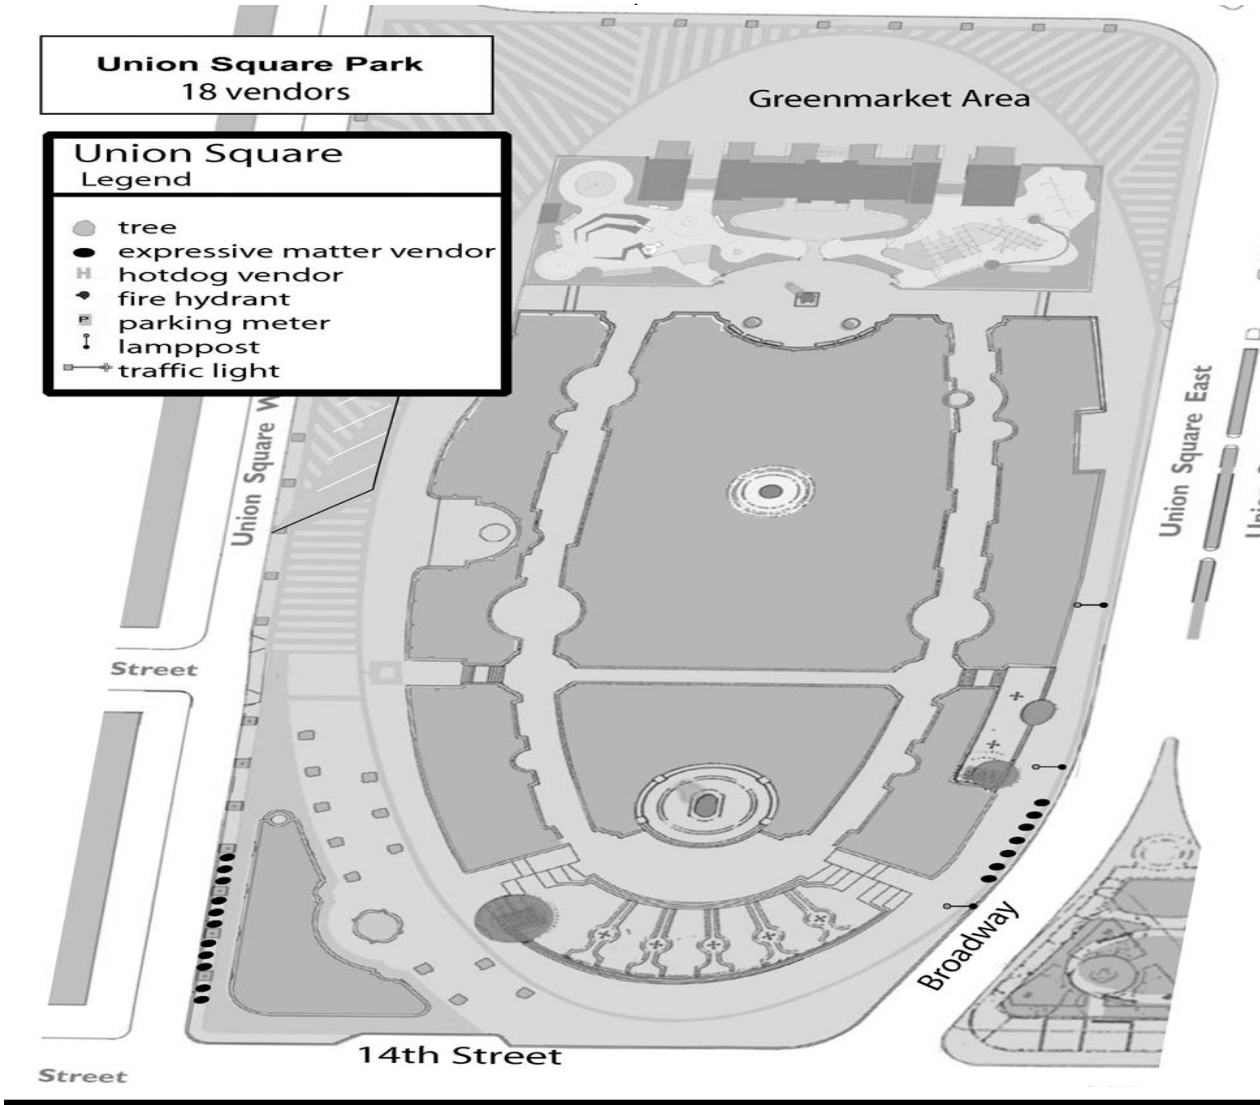 Union Square Park
18 vendors
Greenmarket Area
Union Square
Legend
tree
expressive matter vendor
H hotdog vendor
fire hydrant
P parking meter
lamppost
traffic light
Union Square W
Union Square East
Street
Broadway
14th Street
Street